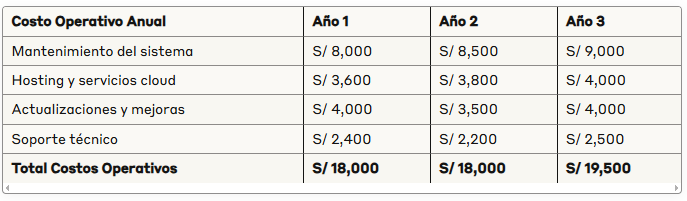 Costo Operativo Anual Año 1 Año 2 Año 3
Mantenimiento del sistema S/ 8,000 S/ 8,500 S/ 9,000
Hosting y servicios cloud S/ 3,600 S/ 3,800 S/ 4,000
Actualizaciones y mejoras S/ 4,000 S/ 3,500 S/ 4,000
Soporte técnico S/ 2,400 S/ 2,200 S/ 2,500
Total Costos Operativos S/ 18,000 S/ 18,000 S/ 19,500